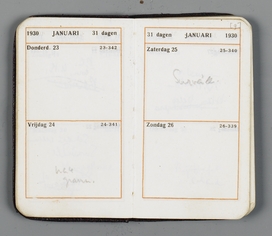 1930 JANUARI 31 dagen
Donderd. 23 23-342
Vrijdag 24 24-341
31 dagen JANUARI 1930
Zaterdag 25 25-340
Zondag 26 26-339